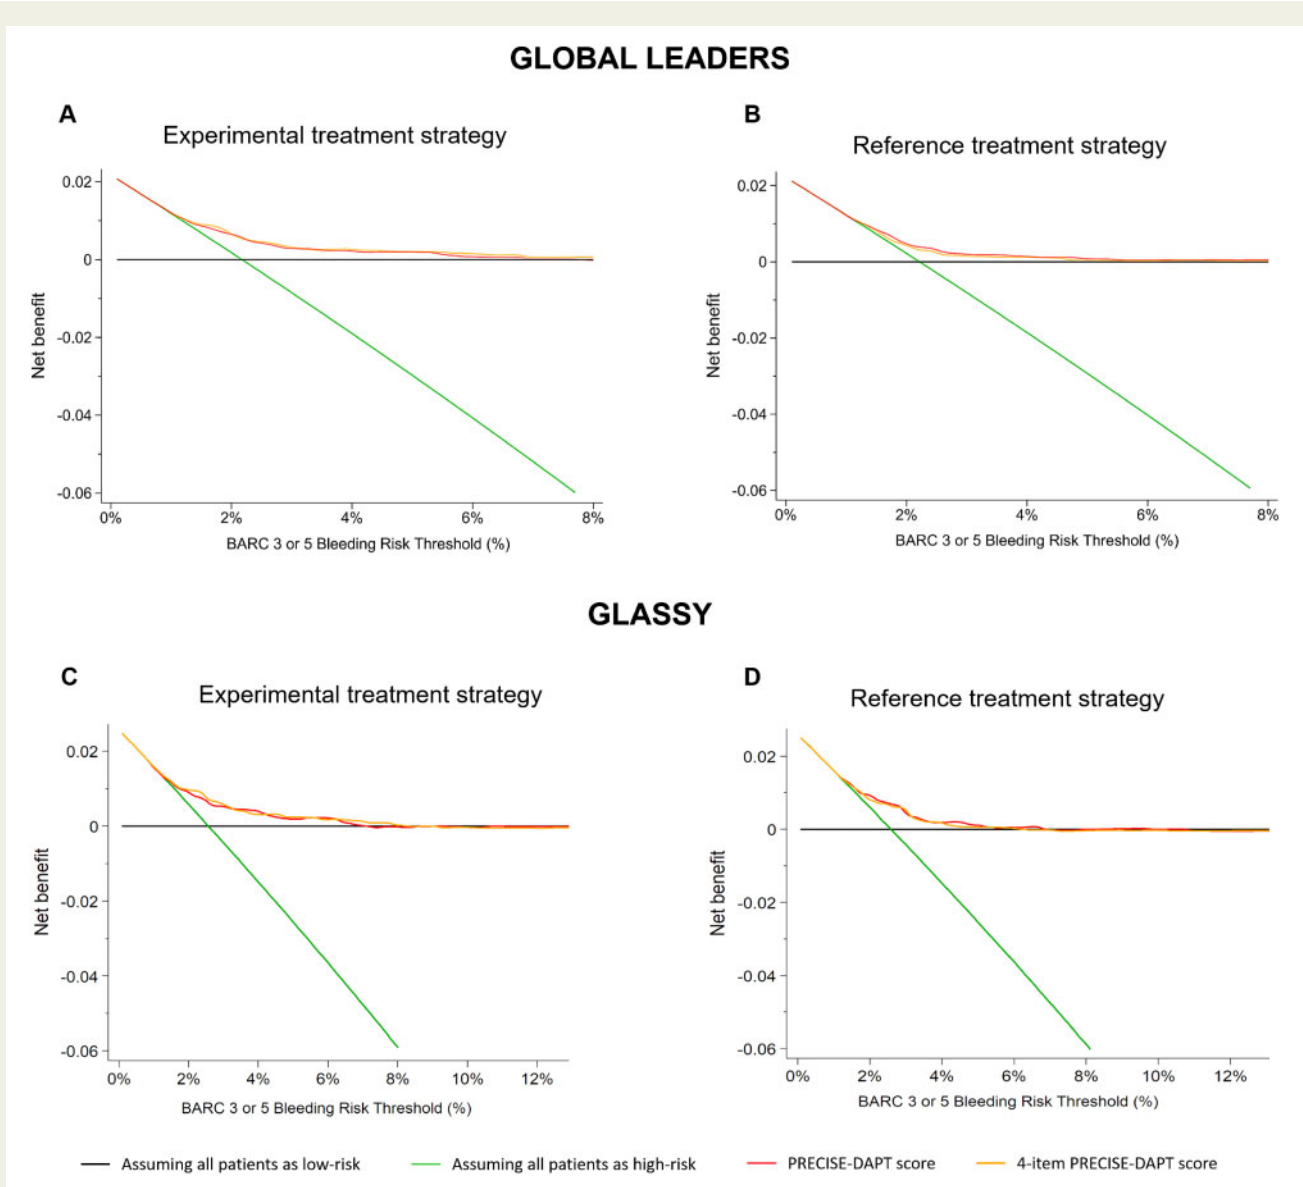 GLOBAL LEADERS
A
Experimental treatment strategy
0.02
0
-0.02
-0.04
-0.06
Net benefit
0% 2% 4% 6% 8%
BARC 3 or 5 Bleeding Risk Threshold (%)
B
Reference treatment strategy
0.02
0
-0.02
-0.04
-0.06
Net benefit
0% 2% 4% 6% 8%
BARC 3 or 5 Bleeding Risk Threshold (%)
GLASSY
C
Experimental treatment strategy
0.02
0
-0.02
-0.04
-0.06
Net benefit
0% 2% 4% 6% 8% 10% 12%
BARC 3 or 5 Bleeding Risk Threshold (%)
D
Reference treatment strategy
0.02
0
-0.02
-0.04
-0.06
Net benefit
0% 2% 4% 6% 8% 10% 12%
BARC 3 or 5 Bleeding Risk Threshold (%)
Assuming all patients as low-risk
Assuming all patients as high-risk
PRECISE-DAPT score
4-item PRECISE-DAPT score